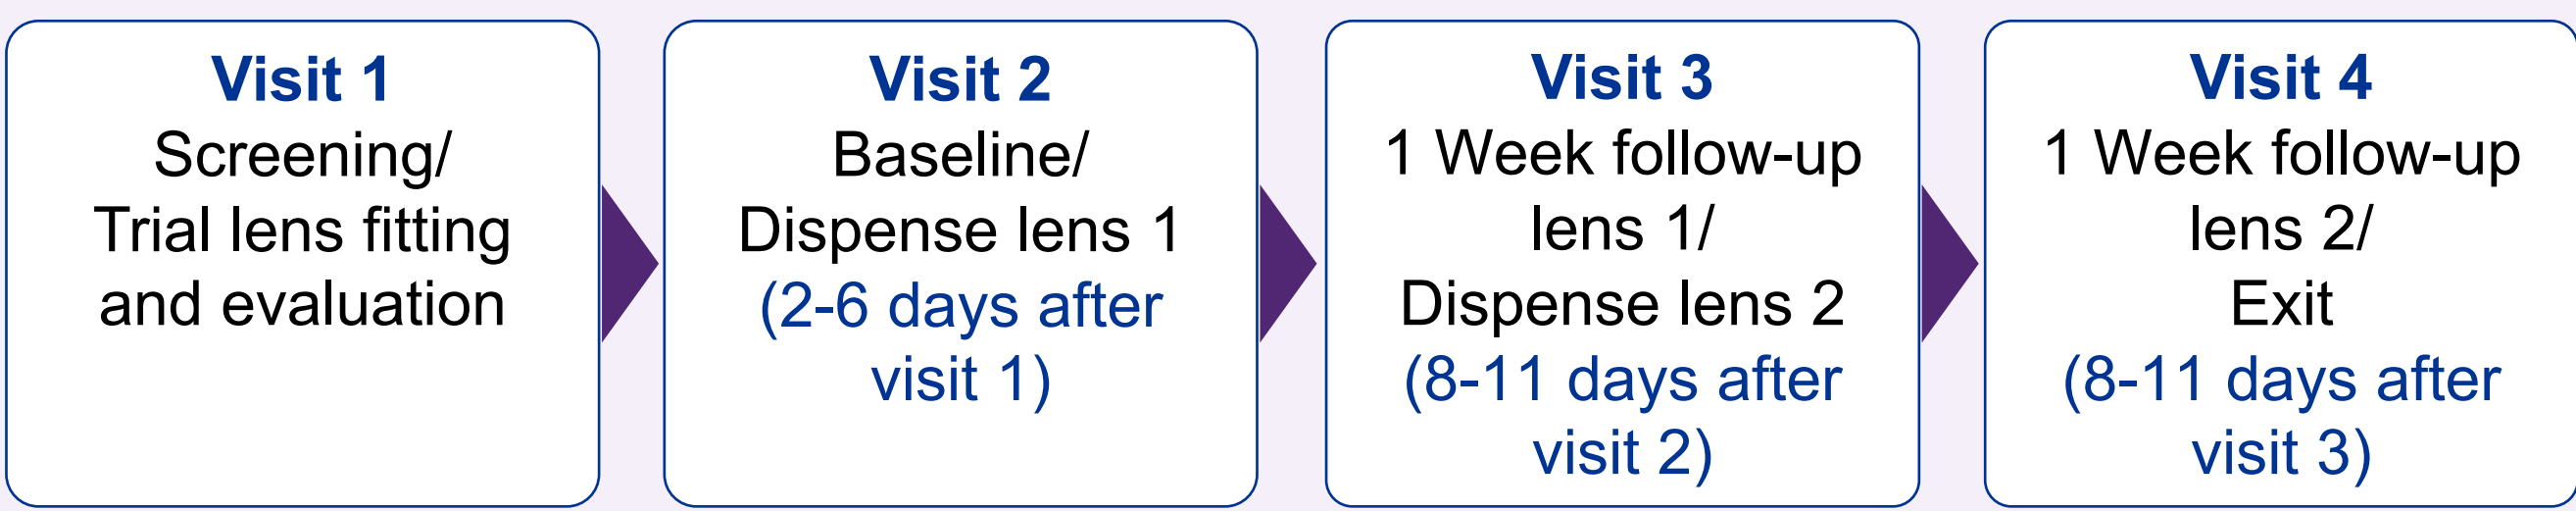 Visit 1
Screening/
Trial lens fitting
and evaluation
Visit 2
Baseline/
Dispense lens 1
(2-6 days after
visit 1)
Visit 3
1 Week follow-up
lens 1/
Dispense lens 2
(8-11 days after
visit 2)
Visit 4
1 Week follow-up
lens 2/
Exit
(8-11 days after
visit 3)